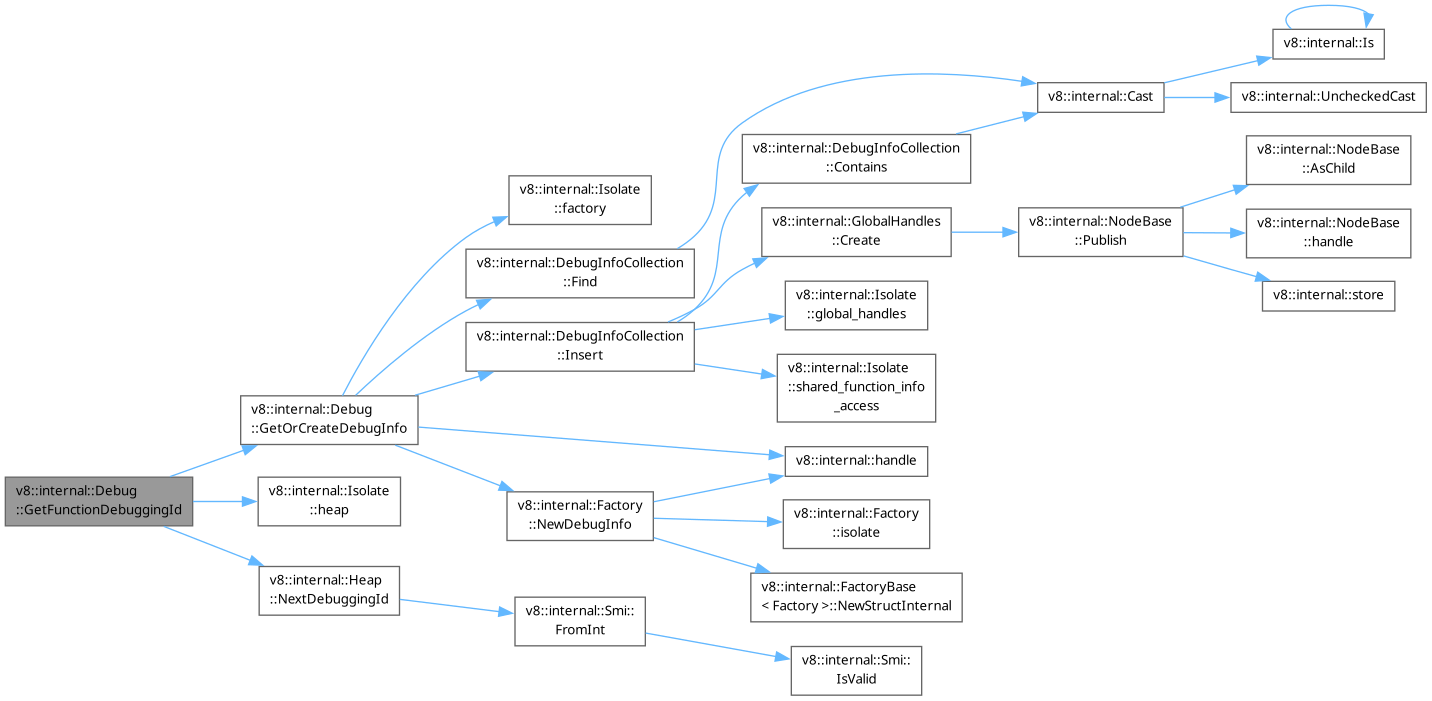 v8::internal::Debug
::GetFunctionDebuggingId
v8::internal::Debug
::GetOrCreateDebugInfo
v8::internal::Isolate
::heap
v8::internal::Heap
::NextDebuggingId
v8::internal::Isolate
::factory
v8::internal::DebugInfoCollection
::Find
v8::internal::DebugInfoCollection
::Insert
v8::internal::Factory
::NewDebugInfo
v8::internal::Smi::
FromInt
v8::internal::DebugInfoCollection
::Contains
v8::internal::GlobalHandles
::Create
v8::internal::Isolate
::global_handles
v8::internal::Isolate
::shared_function_info
_access
v8::internal::handle
v8::internal::Factory
::isolate
v8::internal::FactoryBase
< Factory >::NewStructInternal
v8::internal::Smi::
IsValid
v8::internal::Cast
v8::internal::NodeBase
::Publish
v8::internal::Is
v8::internal::UncheckedCast
v8::internal::NodeBase
::AsChild
v8::internal::NodeBase
::handle
v8::internal::store